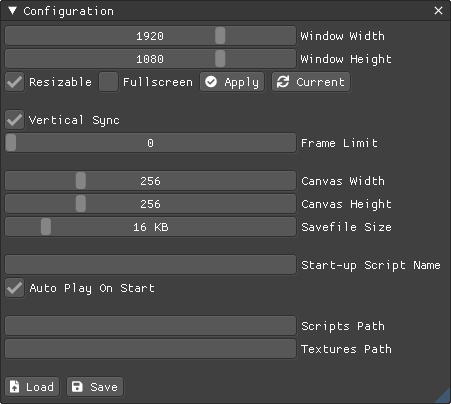 Configuration
1920 Window Width
1080 Window Height
Resizable Fullscreen Apply Current
Vertical Sync
0 Frame Limit
256 Canvas Width
256 Canvas Height
16 KB Savefile Size
Start-up Script Name
Auto Play On Start
Scripts Path
Textures Path
Load Save